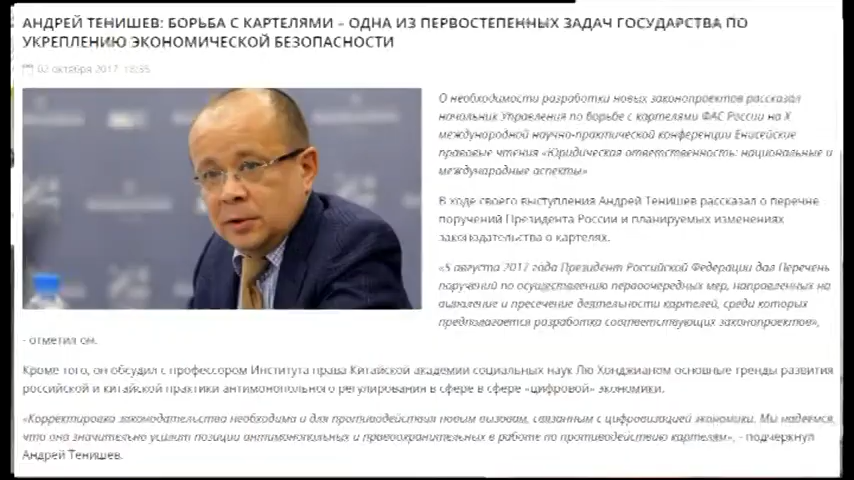 АНДРЕЙ ТЕНИШЕВ: БОРЬБА С КАРТЕЛЯМИ – ОДНА ИЗ ПЕРВОСТЕПЕННЫХ ЗАДАЧ ГОСУДАРСТВА ПО
УКРЕПЛЕНИЮ ЭКОНОМИЧЕСКОЙ БЕЗОПАСНОСТИ
02 октября 2017,
О необходимости разработки новых законопроектов рассказал
начальник Управления по борьбе с картелями ФАС России на X
международной научно-практической конференции Енисейские
правовые чтения «Юридическая ответственность: национальные и
международные аспекты»
В ходе своего выступления Андрей Тенишев рассказал о перечне
поручений Президента России и планируемых изменениях
законодательства о картелях.
«5 августа 2017 года Президент Российской Федерации дал Перечень
поручений по осуществлению первоочередных мер, направленных на
выявление и пресечение деятельности картелей, среди которых
предполагается разработка соответствующих законопроектов»,
- отметил он.
Кроме того, он обсудил с профессором Института права Китайской академии социальных наук Лю Хонджианом основные тренды развития
российской и китайской практики антимонопольного регулирования в сфере в сфере «цифровой» экономики.
«Корректировка законодательства необходима и для противодействия новым вызовам, связанным с цифровизацией экономики. Мы надеемся,
что она значительно усилит позиции антимонопольных и правоохранительных в работе по противодействию картелям», - подчеркнул
Андрей Тенишев.